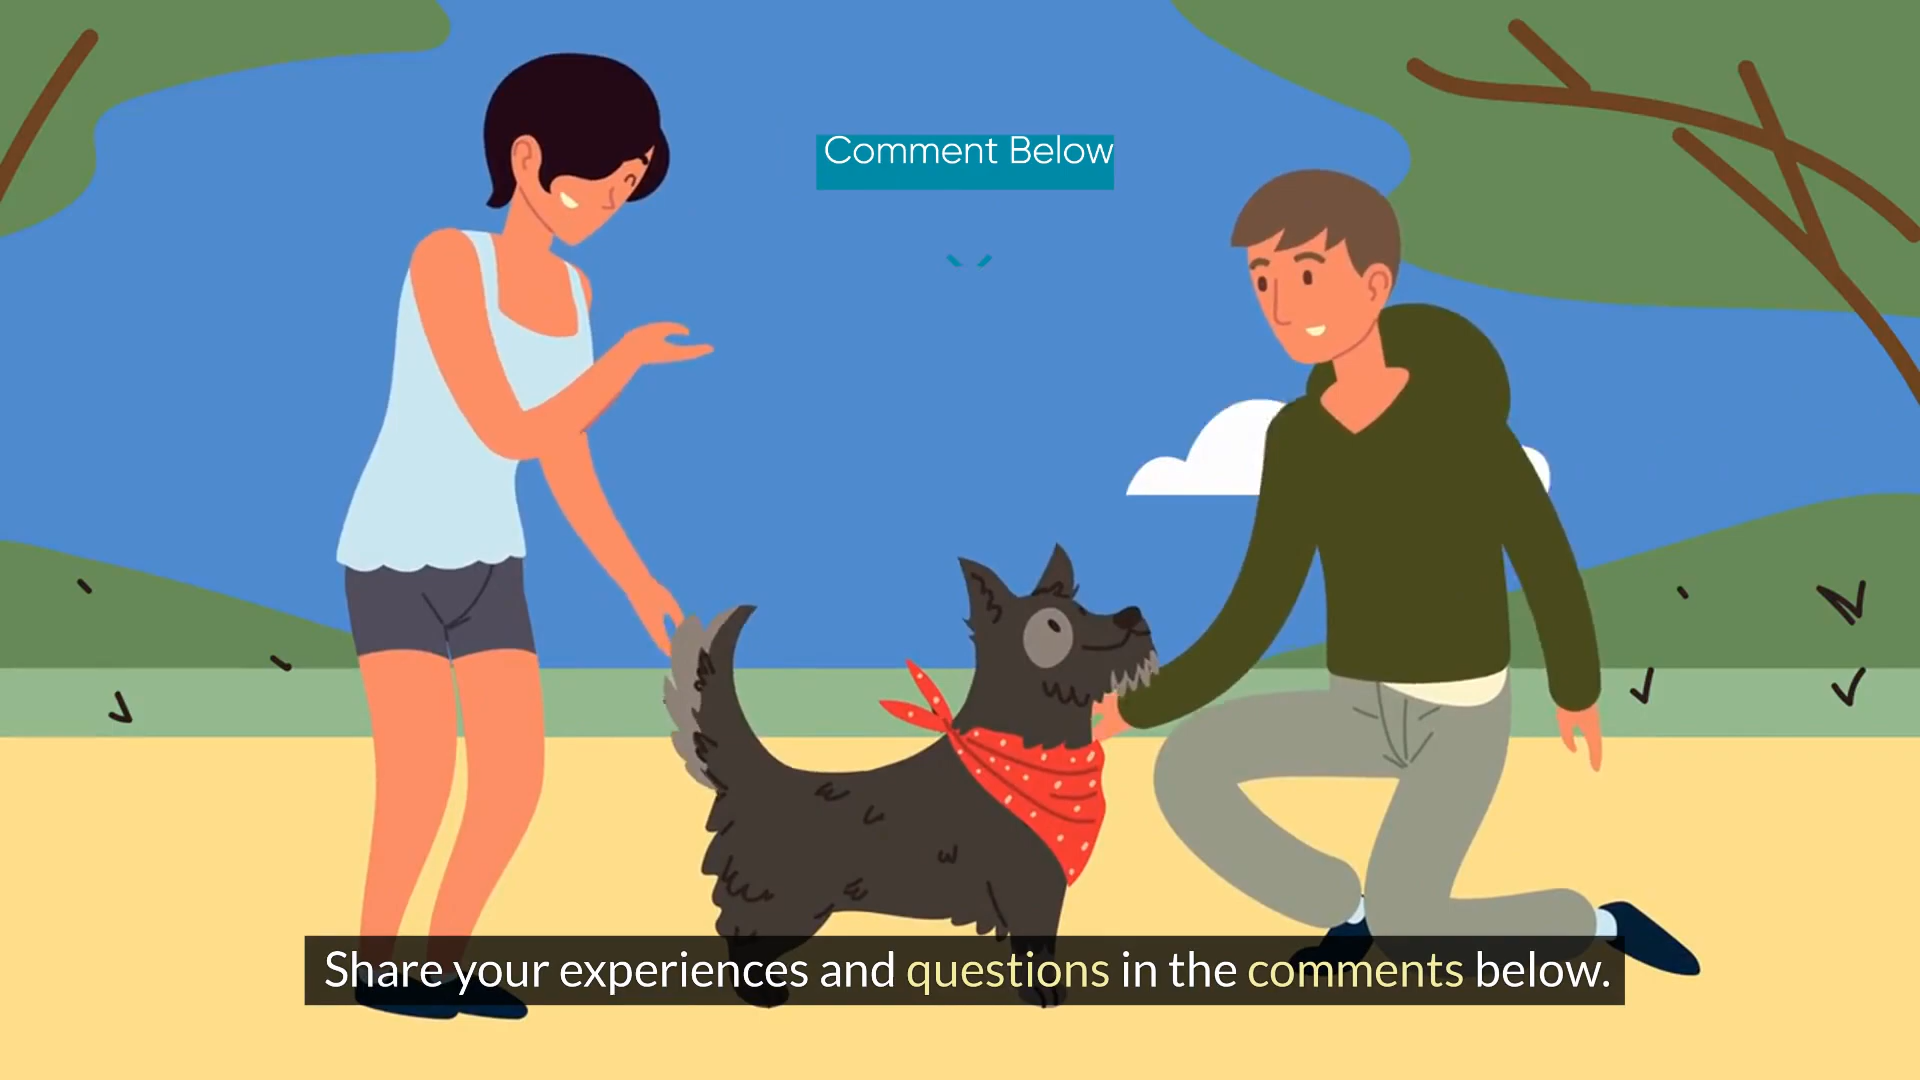 Comment Below
Share your experiences and questions in the comments below.